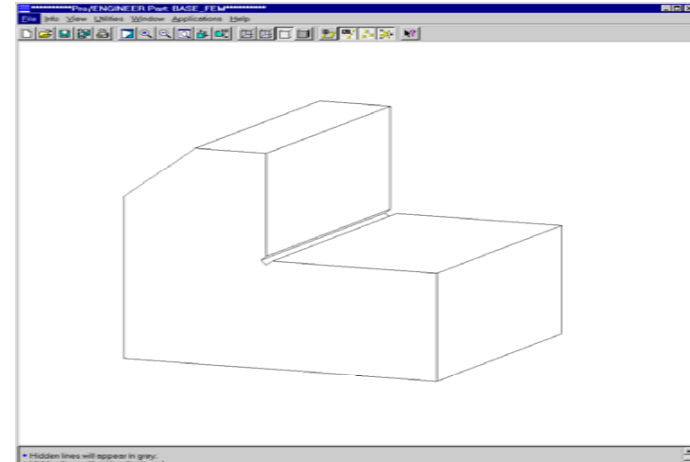 **********Pro/ENGINEER Part: BASE_FEM**********
File Info View Utilities Window Applications Help
• Hidden lines will appear in grey.